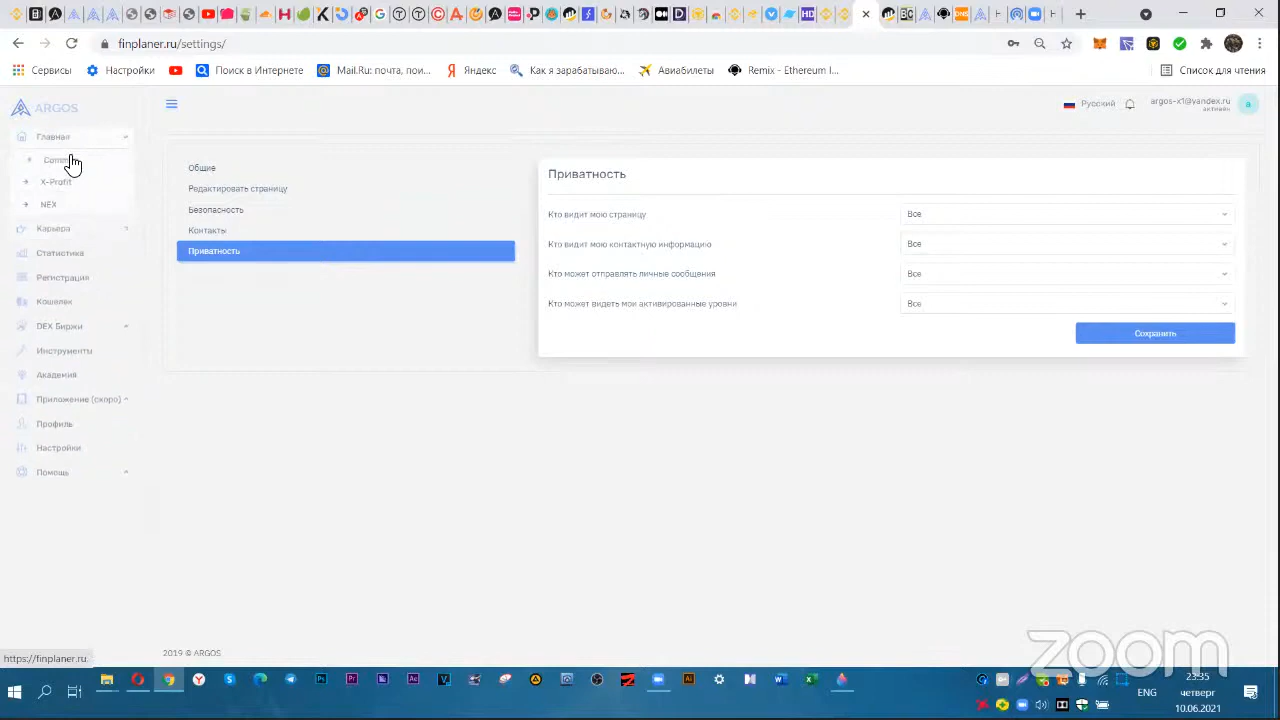 finplaner.ru/settings/
Сервисы
Настройки
Поиск в Интернете
Mail.Ru: почта, пои...
Яндекс
Как я зарабатываю...
Авиабилеты
Remix - Ethereum I...
Список для чтения
ARGOS
Русский
argos-x1@yandex.ru
активен
a
Главная
X-Profit
NEX
Карьера
Статистика
Регистрация
Кошелек
DEX Биржи
Инструменты
Академия
Приложение (скоро)
Профиль
Настройки
Помощь
Общие
Редактировать страницу
Безопасность
Контакты
Приватность
Приватность
Кто видит мою страницу
Все
Кто видит мою контактную информацию
Все
Кто может отправлять личные сообщения
Все
Кто может видеть мои активированные уровни
Все
Сохранить
2019 © ARGOS
https://finplaner.ru
zoom
ENG
23:35
четверг
10.06.2021